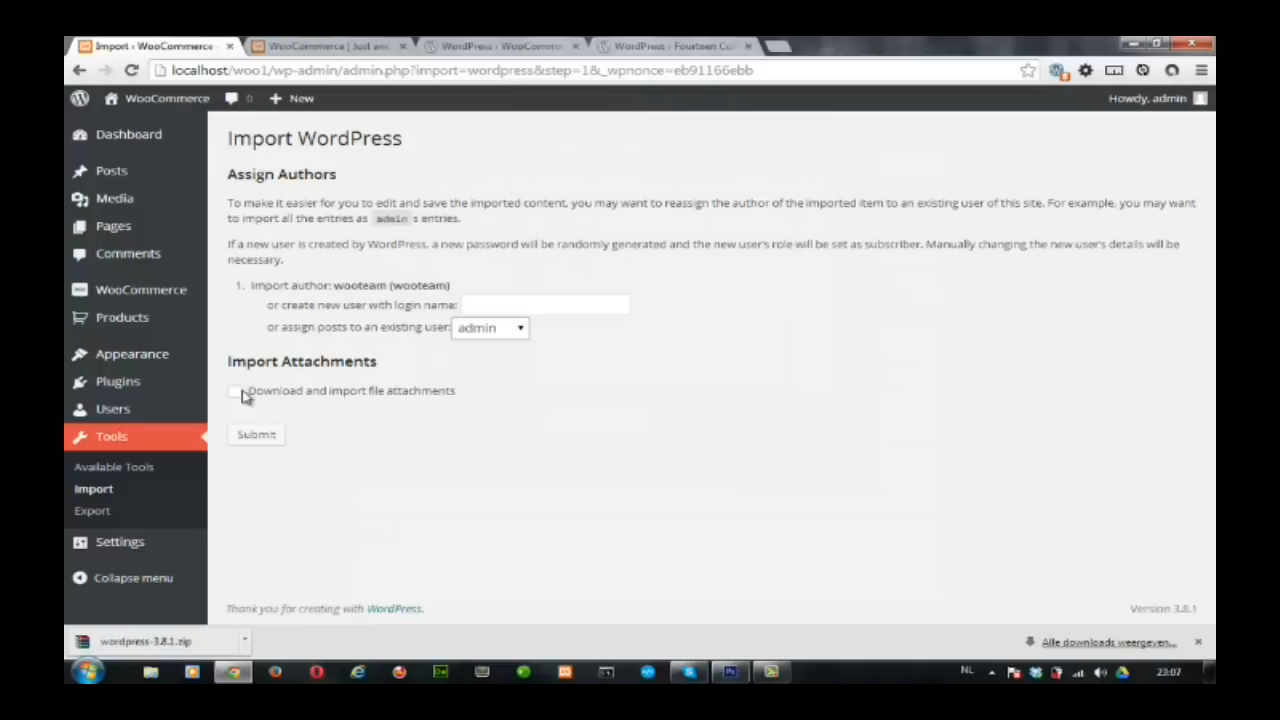 Import ‹ WooCommerce
WooCommerce | Just an
WordPress › WooComme
WordPress › Fourteen Co
localhost/woo1/wp-admin/admin.php?import=wordpress&step=1&_wpnonce=eb91166ebb
WooCommerce 0 + New Howdy, admin
Dashboard
Posts
Media
Pages
Comments
WooCommerce
Products
Appearance
Plugins
Users
Tools
Available Tools
Import
Export
Settings
Collapse menu
Import WordPress
Assign Authors
To make it easier for you to edit and save the imported content, you may want to reassign the author of the imported item to an existing user of this site. For example, you may want
to import all the entries as admin s entries.
If a new user is created by WordPress, a new password will be randomly generated and the new user's role will be set as subscriber. Manually changing the new user's details will be
necessary.
1. Import author: wooteam (wooteam)
or create new user with login name:
or assign posts to an existing user: admin
Import Attachments
Download and import file attachments
Submit
Thank you for creating with WordPress. Version 3.8.1
wordpress-3.8.1.zip Alle downloads weergeven...
NL 23:07